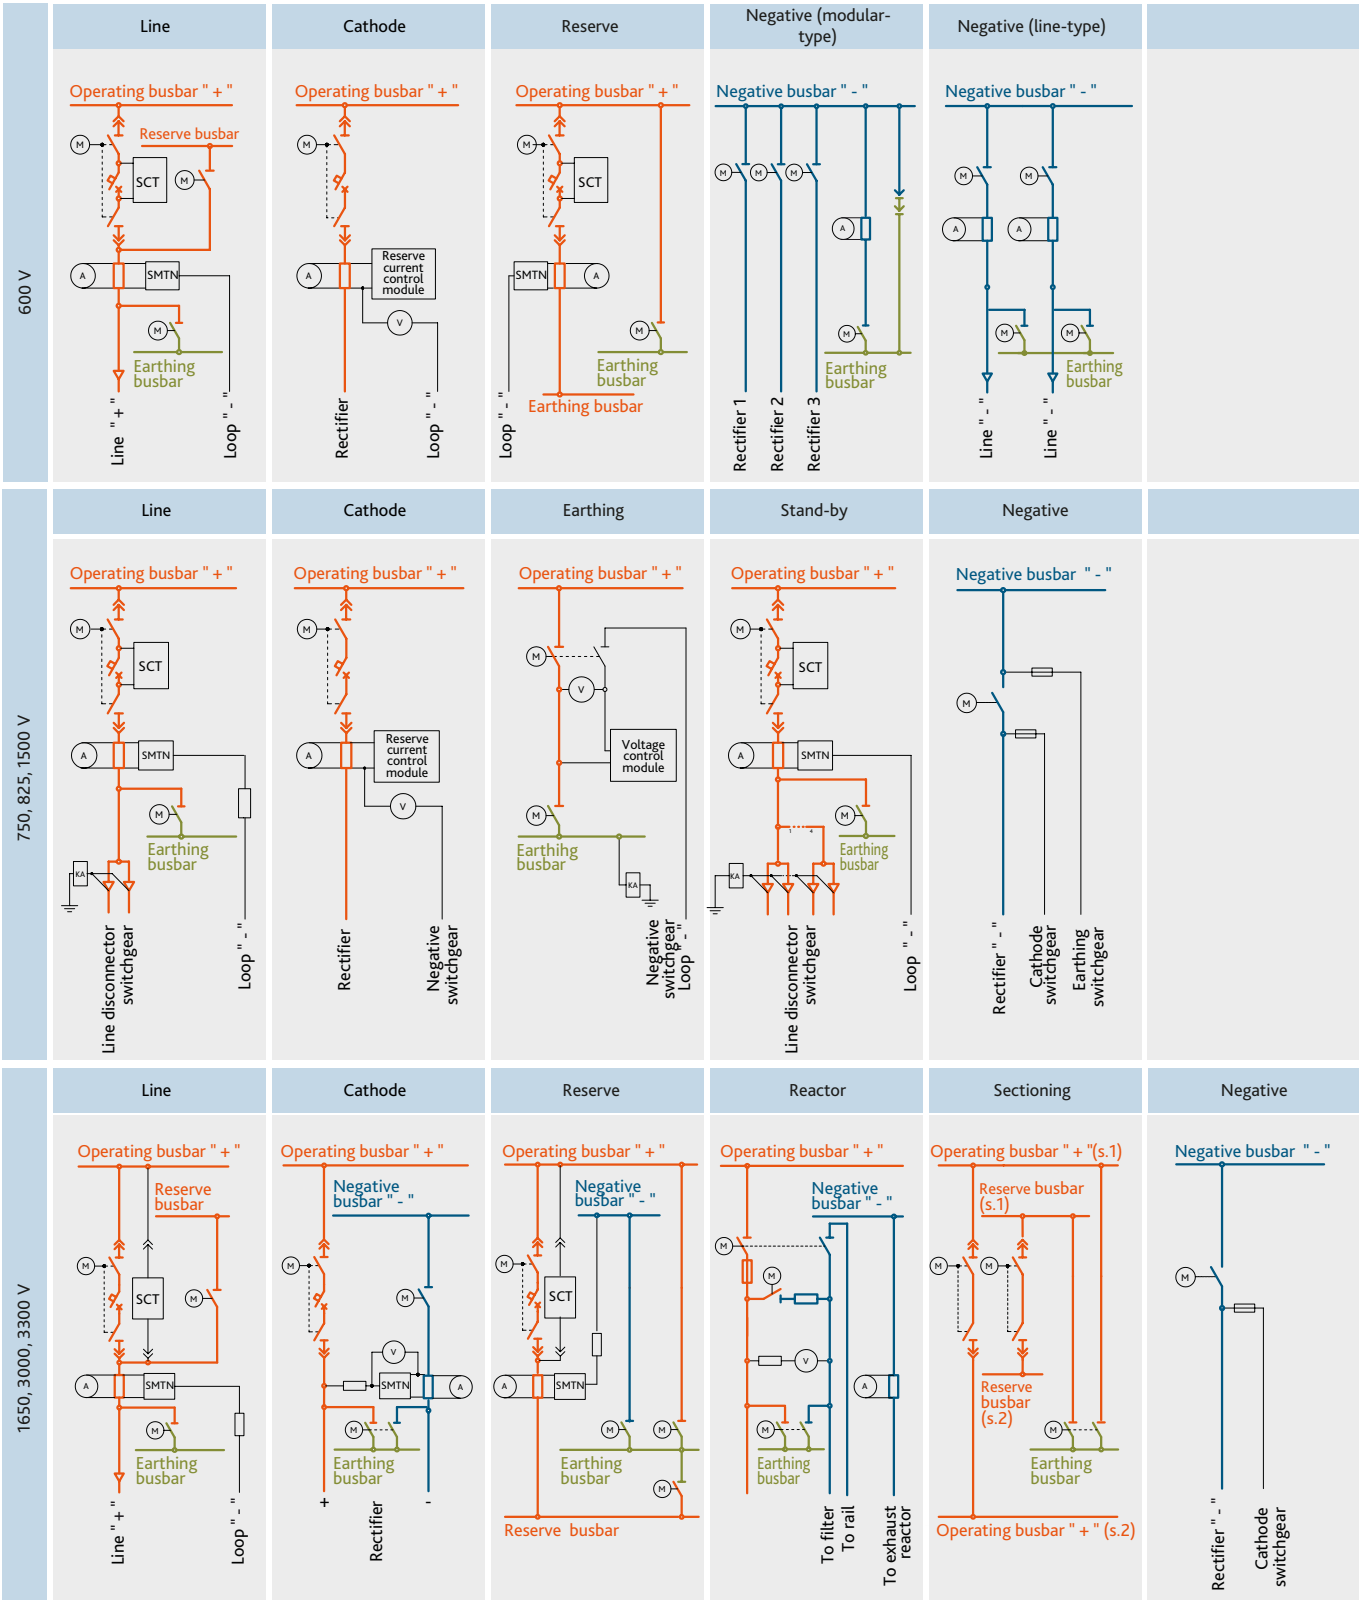 600 V
Line
Operating busbar " + "
Reserve busbar
M
SCT
M
A
SMTN
M
Earthing
busbar
Line " + "
Loop " - "
Cathode
Operating busbar " + "
M
A
Reserve
current
control
module
V
Rectifier
Loop " - "
Reserve
Operating busbar " + "
M
SCT
SMTN
A
M
Earthing
busbar
Earthing busbar
Loop " - "
Negative (modular-
type)
Negative busbar " - "
M
M
M
A
M
Earthing
busbar
Rectifier 1
Rectifier 2
Rectifier 3
Negative (line-type)
Negative busbar " - "
M
M
A
A
M
M
Earthing
busbar
Line " - "
Line " - "
750, 825, 1500 V
Line
Operating busbar " + "
M
SCT
A
SMTN
M
Earthing
busbar
KA
Line disconnector
switchgear
Loop " - "
Cathode
Operating busbar " + "
M
A
Reserve
current
control
module
V
Rectifier
Negative
switchgear
Earthing
Operating busbar " + "
M
V
Voltage
control
module
M
Earthihg
busbar
KA
Negative
switchgear
Loop " - "
Stand-by
Operating busbar " + "
M
SCT
A
SMTN
M
1
4
Earthing
busbar
KA
Line disconnector
switchgear
Loop " - "
Negative
Negative busbar " - "
M
Rectifier " - "
Cathode
switchgear
Earthing
switchgear
1650, 3000, 3300 V
Line
Operating busbar " + "
Reserve
busbar
M
SCT
M
A
SMTN
M
Earthing
busbar
Line " + "
Loop " - "
Cathode
Operating busbar " + "
Negative
busbar " - "
M
M
V
SMTN
A
M
Earthing
busbar
+
Rectifier
-
Reserve
Operating busbar " + "
Negative
busbar " - "
M
SCT
A
SMTN
M
M
Earthing
busbar
M
Reserve busbar
Reactor
Operating busbar " + "
Negative
busbar " - "
M
M
V
A
M
Earthing
busbar
To filter
To rail
To exhaust
reactor
Sectioning
Operating busbar " + "(s.1)
Reserve busbar
(s.1)
M
M
Reserve
busbar
(s.2)
M
Earthing
busbar
Operating busbar " + " (s.2)
Negative
Negative busbar " - "
M
Rectifier " - "
Cathode
switchgear